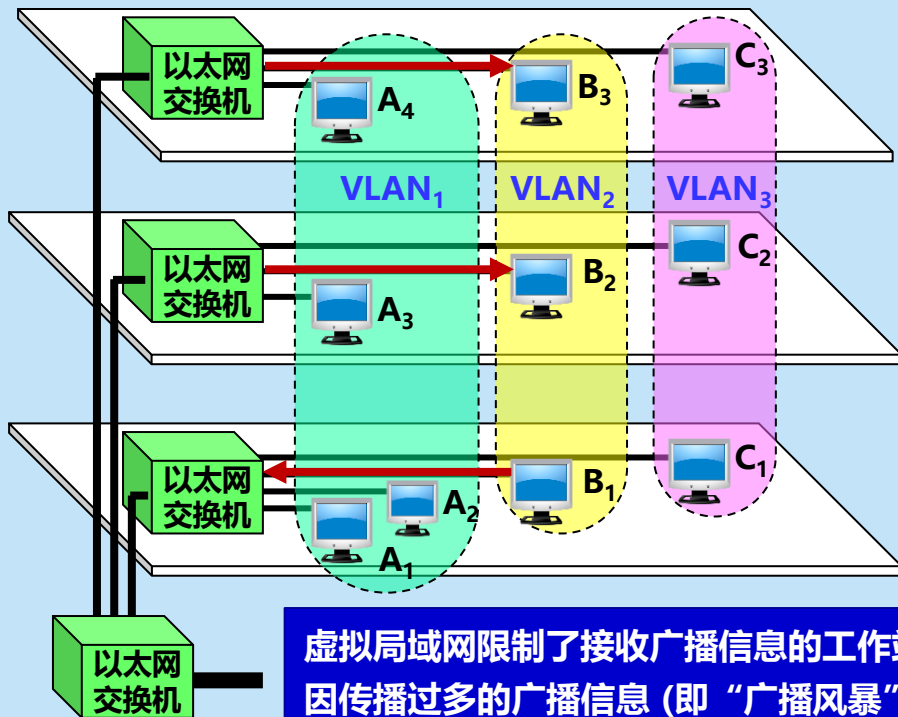 以太网
交换机
A4
B3
C3
VLAN1
VLAN2
VLAN3
以太网
交换机
A3
B2
C2
以太网
交换机
A2
A1
B1
C1
以太网
交换机
虚拟局域网限制了接收广播信息的工作
因传播过多的广播信息 (即“广播风暴”